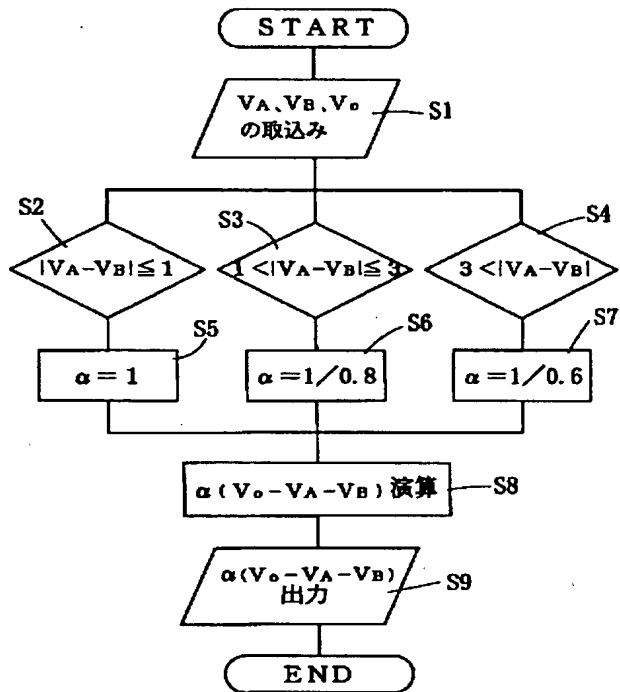 START
VA、VB、Vo
の取込み
S1
S2
S3
S4
|VA-VB|≦1
1<|VA-VB|≦3
3<|VA-VB|
S5
S6
S7
α=1
α=1/0.8
α=1/0.6
α(Vo-VA-VB)演算
S8
α(Vo-VA-VB)
出力
S9
END